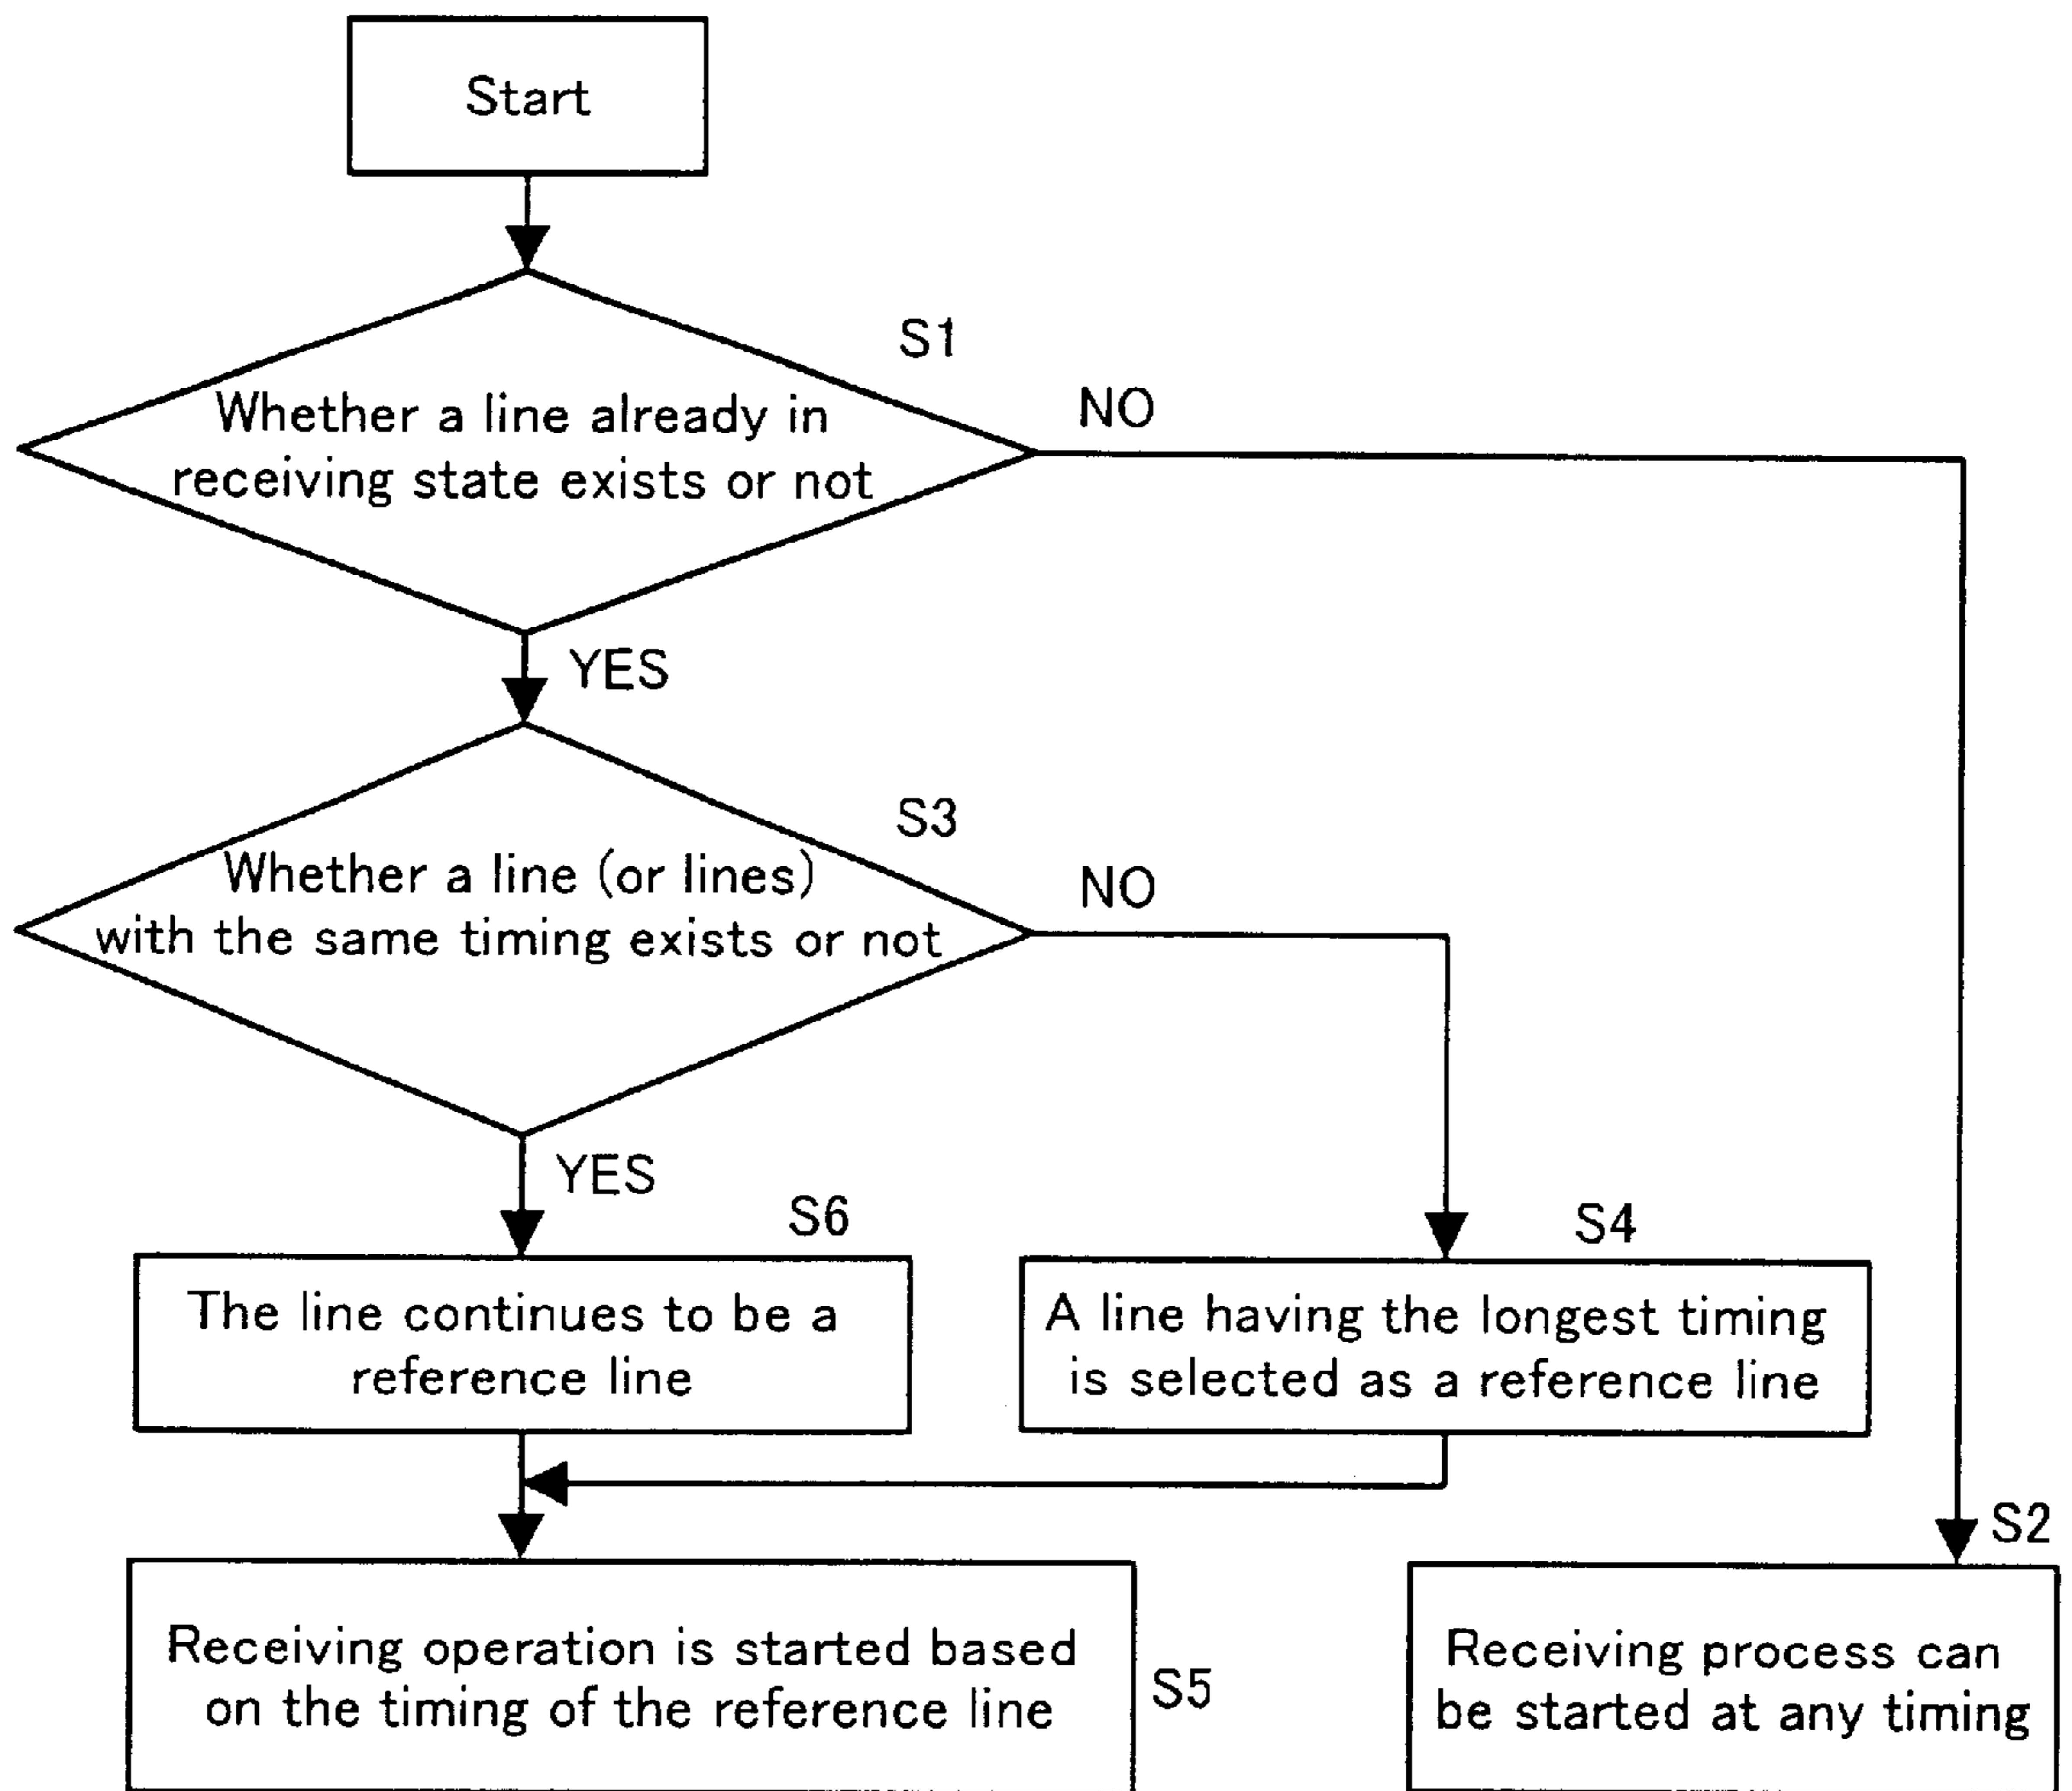 Start
S1
Whether a line already in
receiving state exists or not
NO
YES
S3
Whether a line (or lines)
with the same timing exists or not
NO
YES
S6
The line continues to be a
reference line
S4
A line having the longest timing
is selected as a reference line
Receiving operation is started based
on the timing of the reference line
S5
S2
Receiving process can
be started at any timing